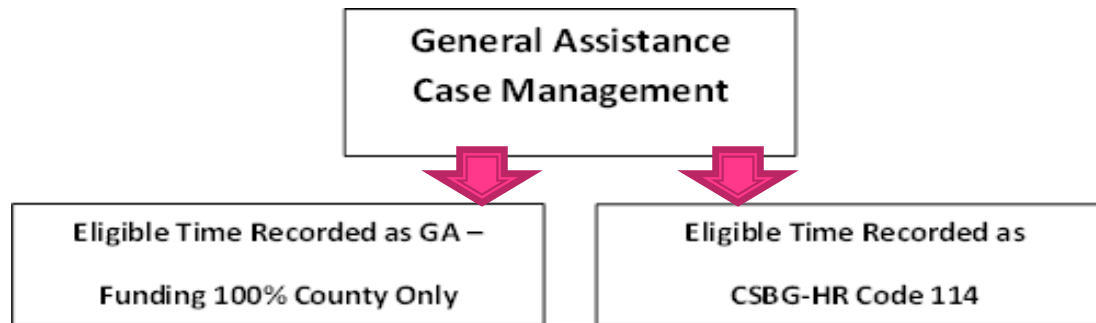 General Assistance
Case Management
Eligible Time Recorded as GA –
Funding 100% County Only
Eligible Time Recorded as
CSBG-HR Code 114